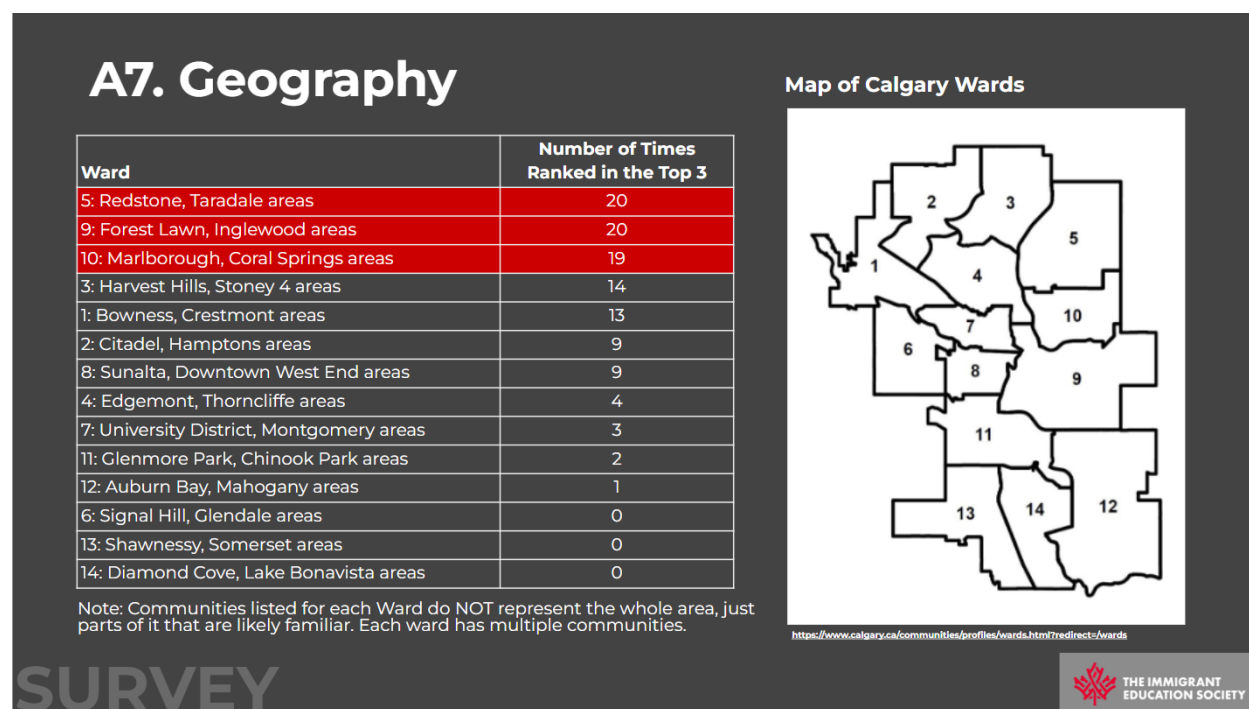 A7. Geography
Ward
Number of Times
Ranked in the Top 3
5: Redstone, Taradale areas 20
9: Forest Lawn, Inglewood areas 20
10: Marlborough, Coral Springs areas 19
3: Harvest Hills, Stoney 4 areas 14
1: Bowness, Crestmont areas 13
2: Citadel, Hamptons areas 9
8: Sunalta, Downtown West End areas 9
4: Edgemont, Thorncliffe areas 4
7: University District, Montgomery areas 3
11: Glenmore Park, Chinook Park areas 2
12: Auburn Bay, Mahogany areas 1
6: Signal Hill, Glendale areas 0
13: Shawnessy, Somerset areas 0
14: Diamond Cove, Lake Bonavista areas 0
Note: Communities listed for each Ward do NOT represent the whole area, just
parts of it that are likely familiar. Each ward has multiple communities.
Map of Calgary Wards
2
3
5
1
4
10
7
6
8
9
11
13
14
12
https://www.calgary.ca/communities/profiles/wards.html?redirect=/wards
SURVEY
THE IMMIGRANT
EDUCATION SOCIETY